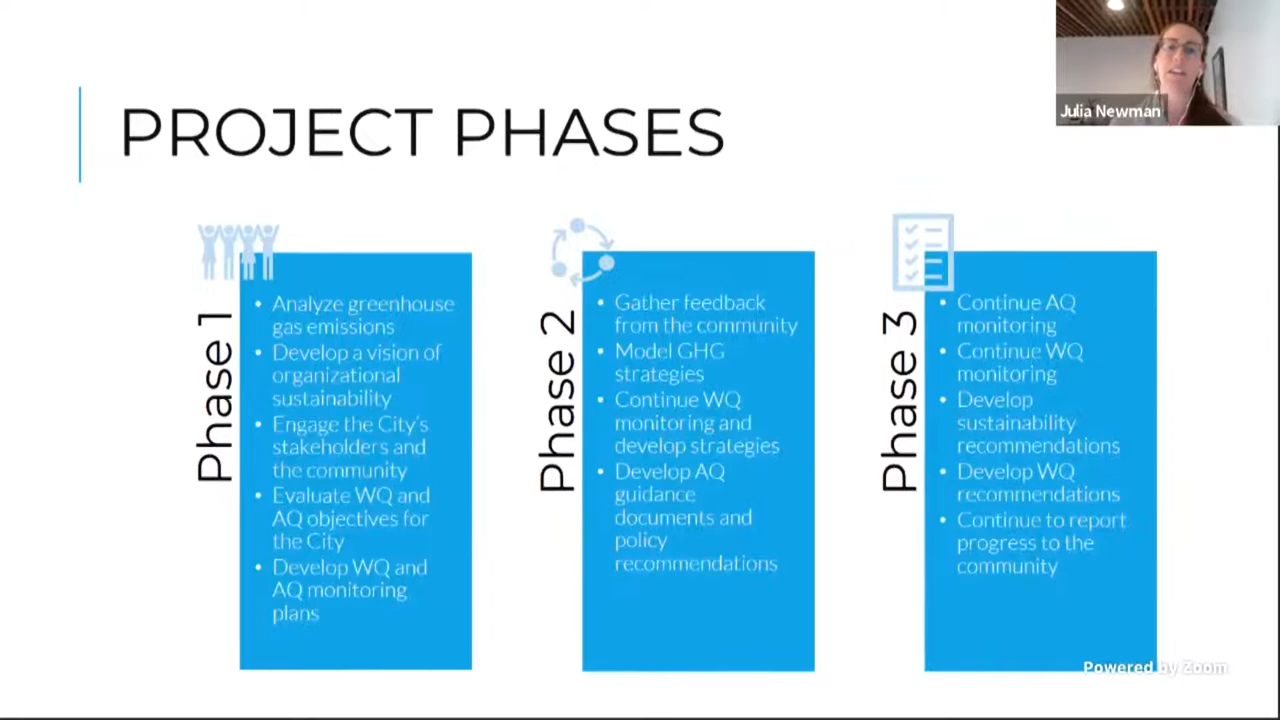 Julia Newman
PROJECT PHASES
Phase 1
• Analyze greenhouse
gas emissions
• Develop a vision of
organizational
sustainability
• Engage the City's
stakeholders and
the community
• Evaluate WQ and
AQ objectives for
the City
• Develop WQ and
AQ monitoring
plans
Phase 2
• Gather feedback
from the community
• Model GHG
strategies
• Continue WQ
monitoring and
develop strategies
• Develop AQ
guidance
documents and
policy
recommendations
Phase 3
• Continue AQ
monitoring
• Continue WQ
monitoring
• Develop
sustainability
recommendations
• Develop WQ
recommendations
• Continue to report
progress to the
community
Powered by Zoom